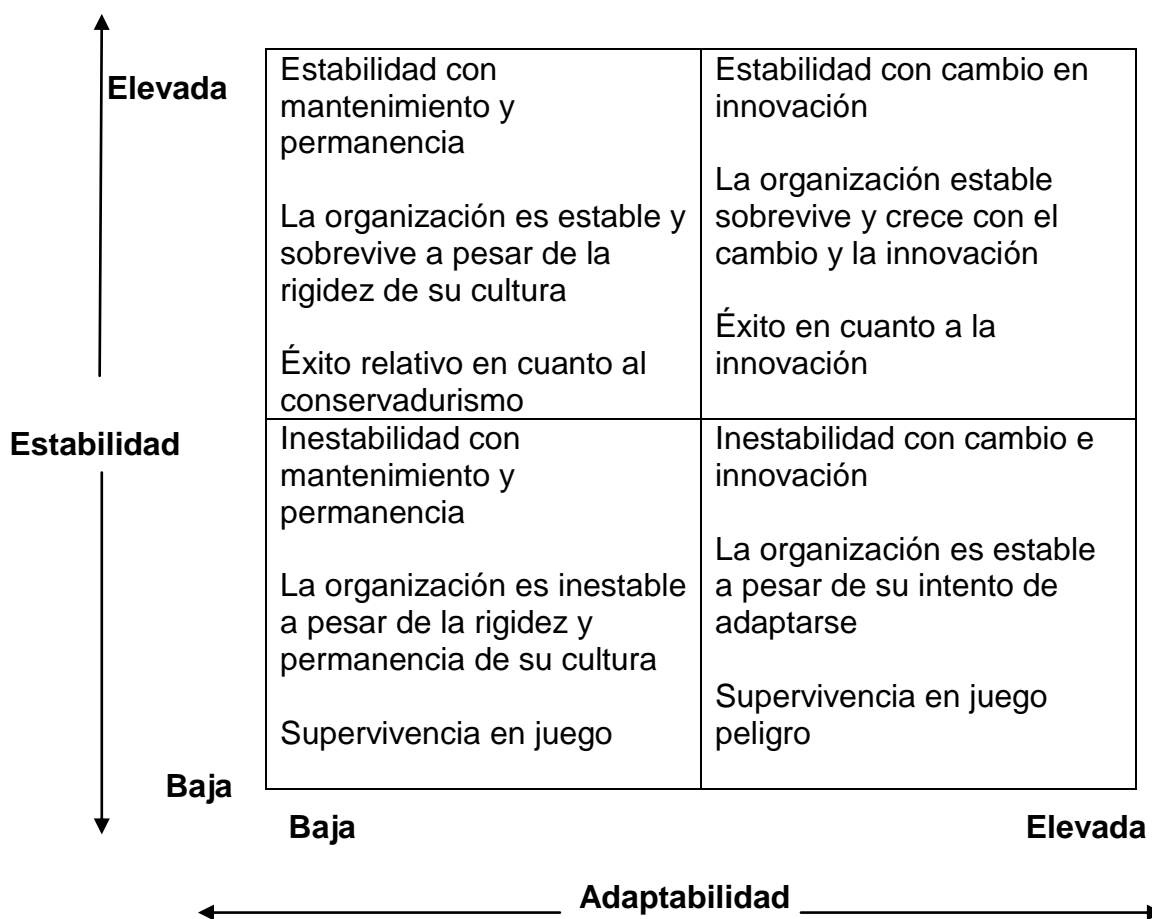 Elevada
Estabilidad con
mantenimiento y
permanencia
La organización es estable y
sobrevive a pesar de la
rigidez de su cultura
Éxito relativo en cuanto al
conservadurismo
Estabilidad con cambio en
innovación
La organización estable
sobrevive y crece con el
cambio y la innovación
Éxito en cuanto a la
innovación
Estabilidad
Inestabilidad con
mantenimiento y
permanencia
La organización es inestable
a pesar de la rigidez y
permanencia de su cultura
Supervivencia en juego
Inestabilidad con cambio e
innovación
La organización es estable
a pesar de su intento de
adaptarse
Supervivencia en juego
peligro
Baja
Baja
Elevada
Adaptabilidad